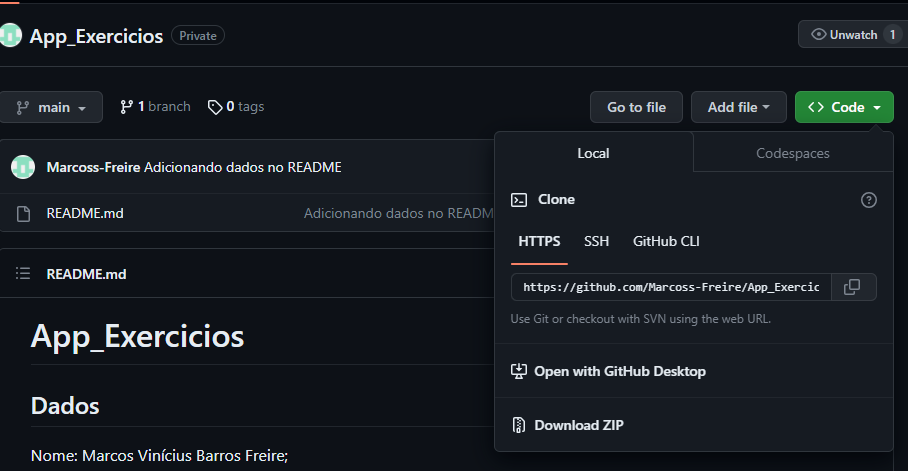 App_Exercicios Private Unwatch 1
main 1 branch 0 tags Go to file Add file Code
Local Codespaces
Marcoss-Freire Adicionando dados no README
Clone
README.md Adicionando dados no READM
HTTPS SSH GitHub CLI
README.md
https://github.com/Marcoss-Freire/App_Exercic
Use Git or checkout with SVN using the web URL.
App_Exercicios
Open with GitHub Desktop
Dados
Download ZIP
Nome: Marcos Vinícius Barros Freire;